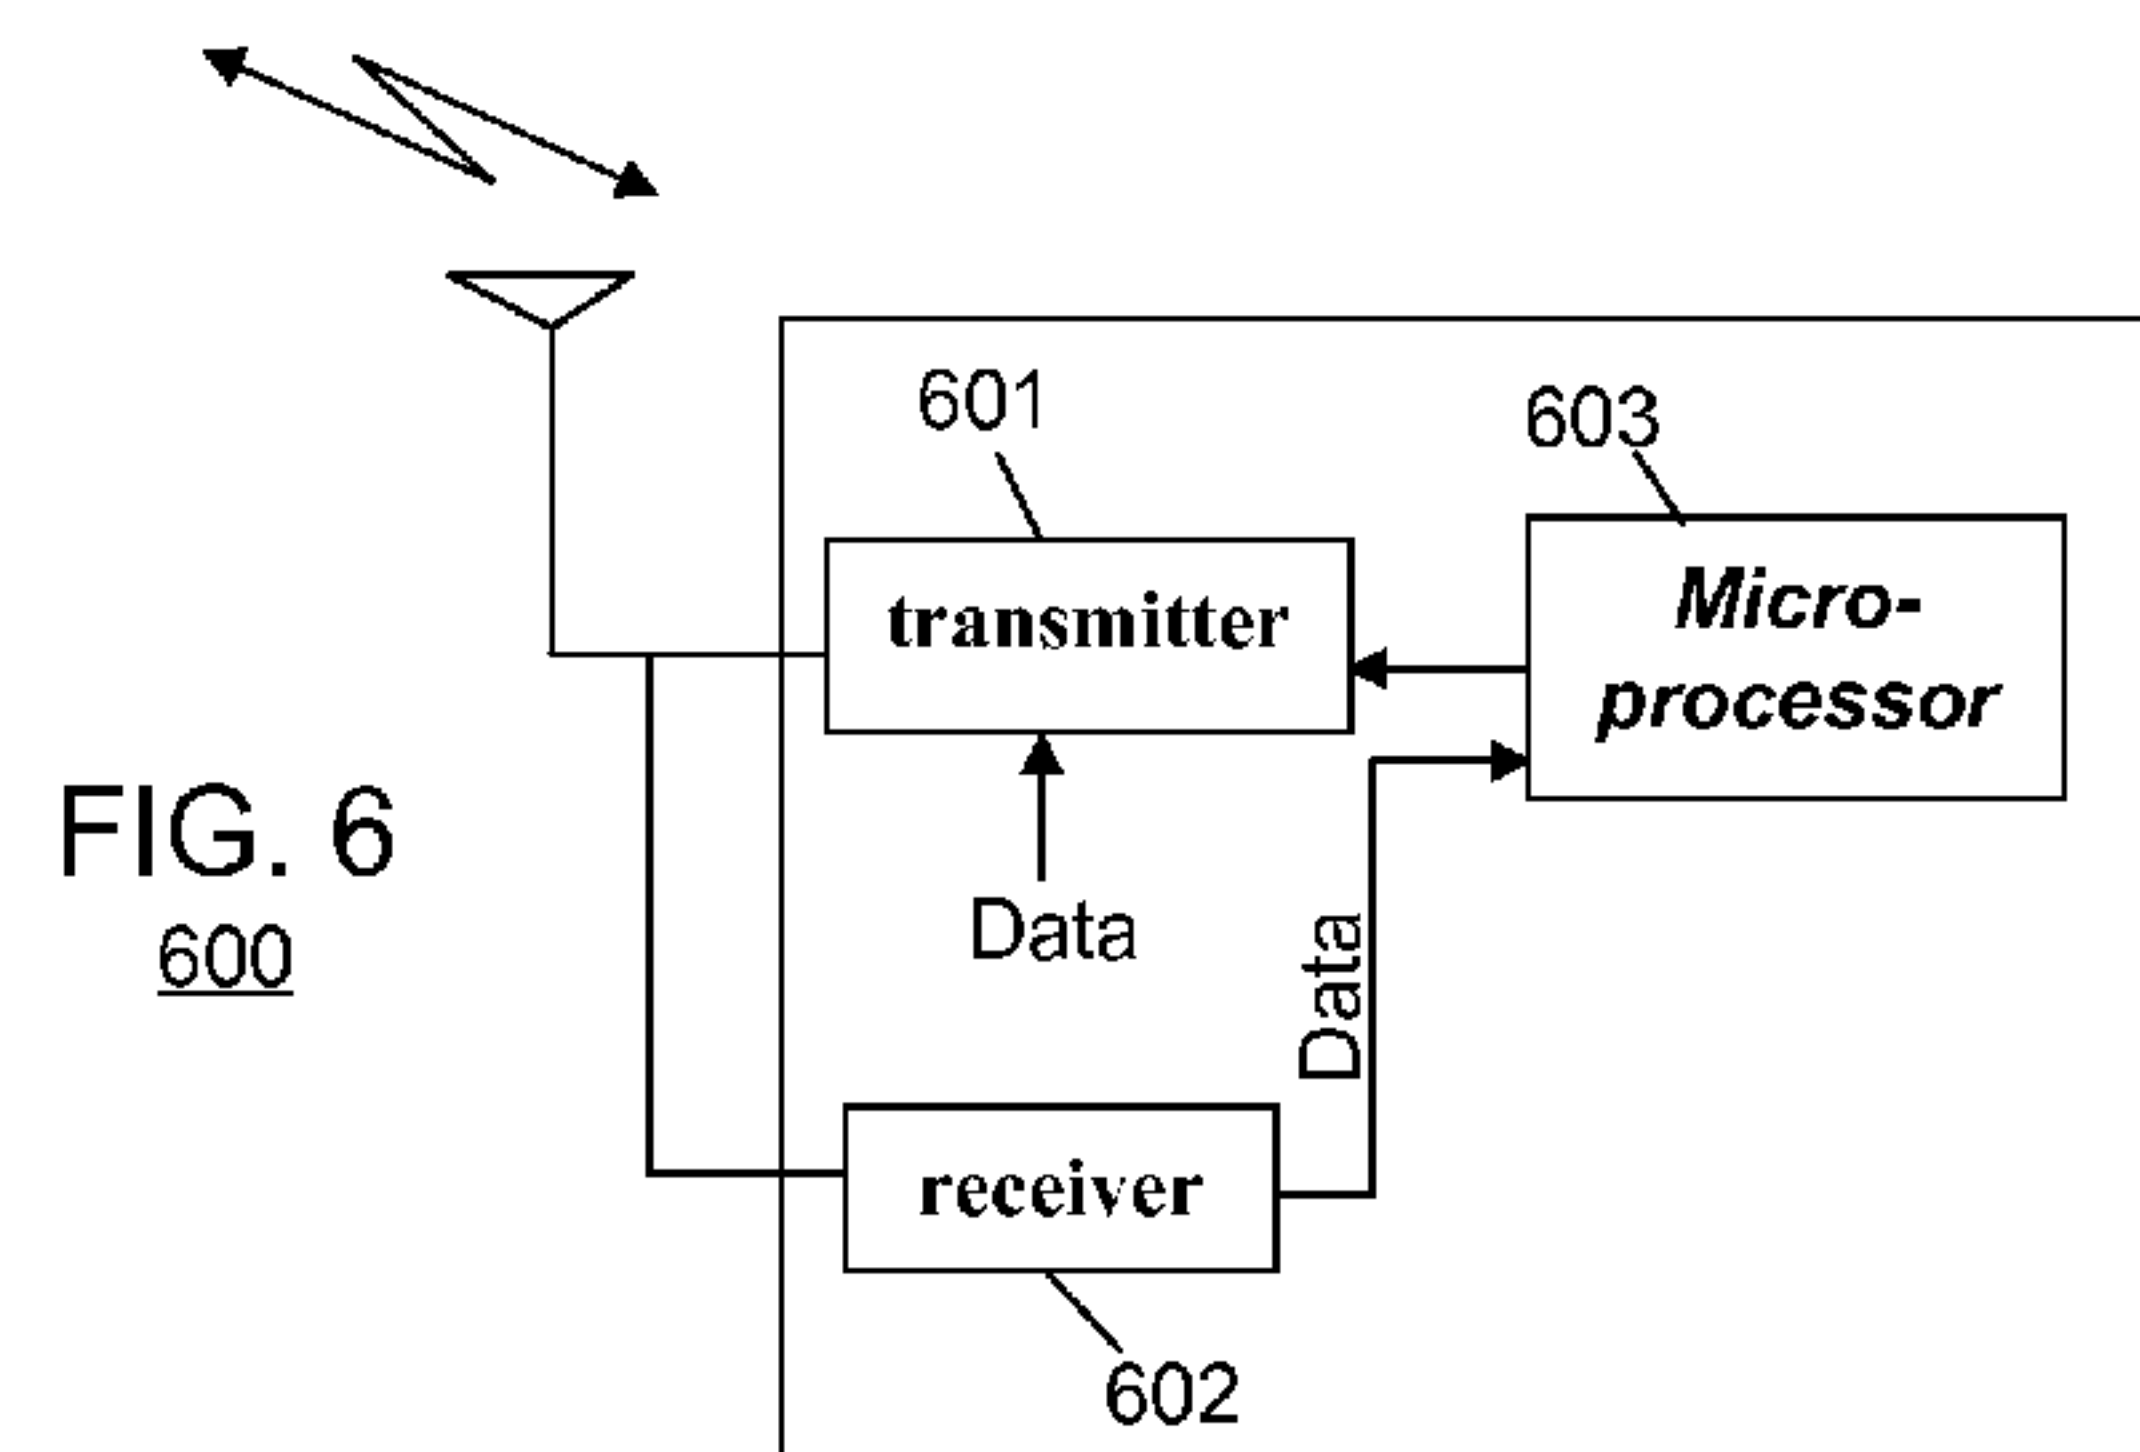 601
603
transmitter
Micro-
processor
FIG. 6
600
Data
Data
receiver
602